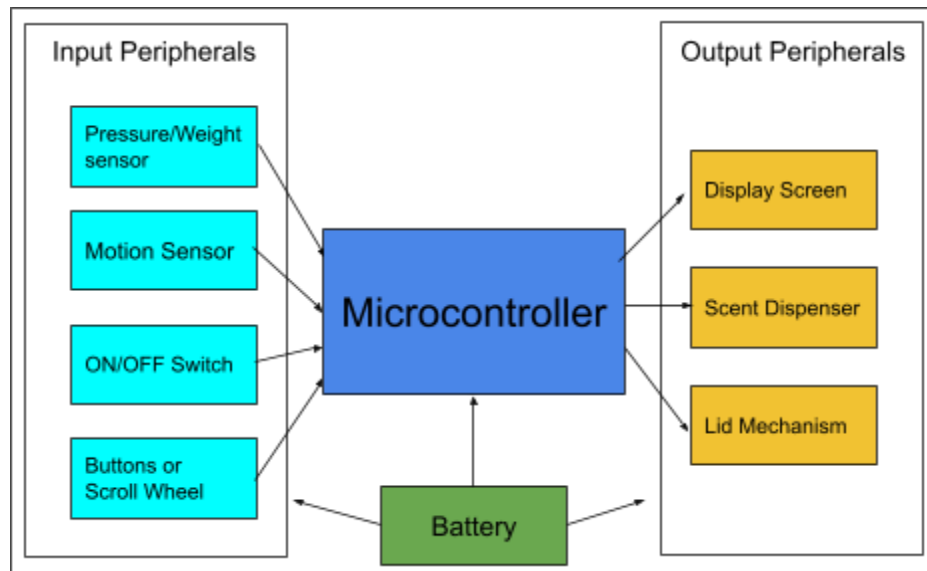 Input Peripherals
Pressure/Weight
sensor
Motion Sensor
ON/OFF Switch
Buttons or
Scroll Wheel
Microcontroller
Battery
Output Peripherals
Display Screen
Scent Dispenser
Lid Mechanism